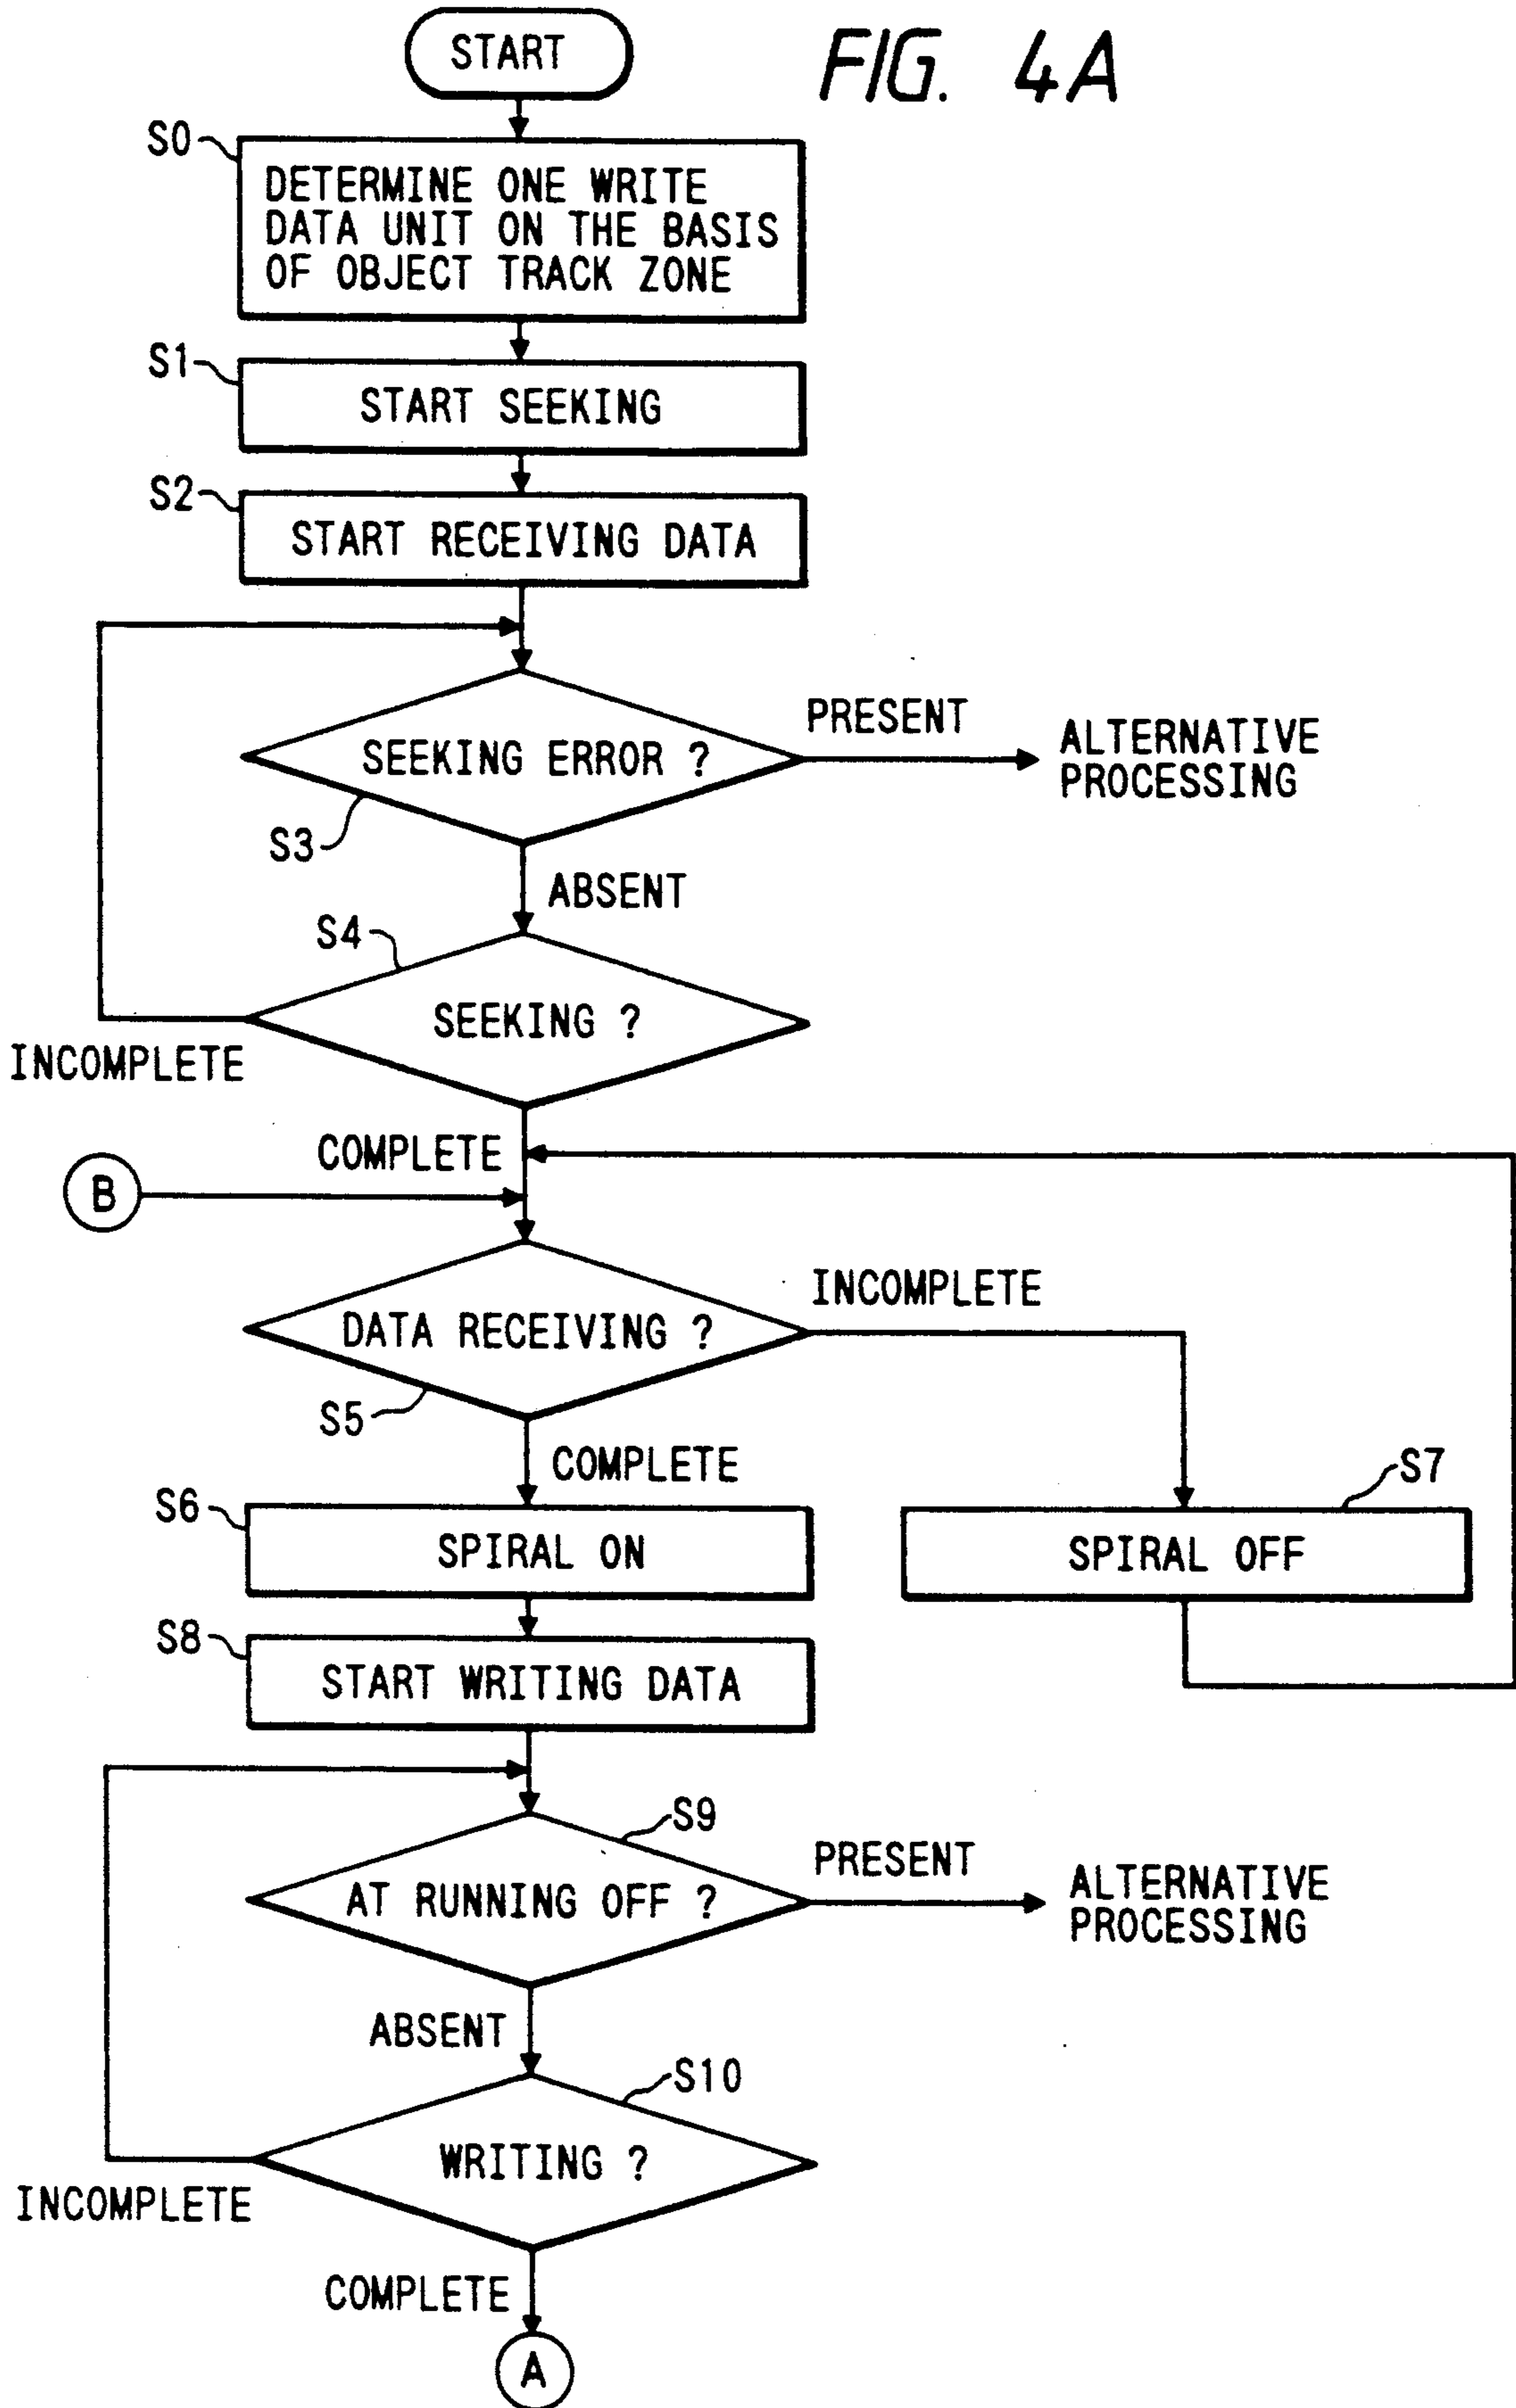 START
FIG. 4A
S0
DETERMINE ONE WRITE
DATA UNIT ON THE BASIS
OF OBJECT TRACK ZONE
S1
START SEEKING
S2
START RECEIVING DATA
SEEKING ERROR ?
PRESENT
ALTERNATIVE
PROCESSING
S3
ABSENT
S4
SEEKING ?
INCOMPLETE
COMPLETE
B
DATA RECEIVING ?
INCOMPLETE
S5
COMPLETE
S6
SPIRAL ON
S7
SPIRAL OFF
S8
START WRITING DATA
S9
AT RUNNING OFF ?
PRESENT
ALTERNATIVE
PROCESSING
ABSENT
S10
WRITING ?
INCOMPLETE
COMPLETE
A